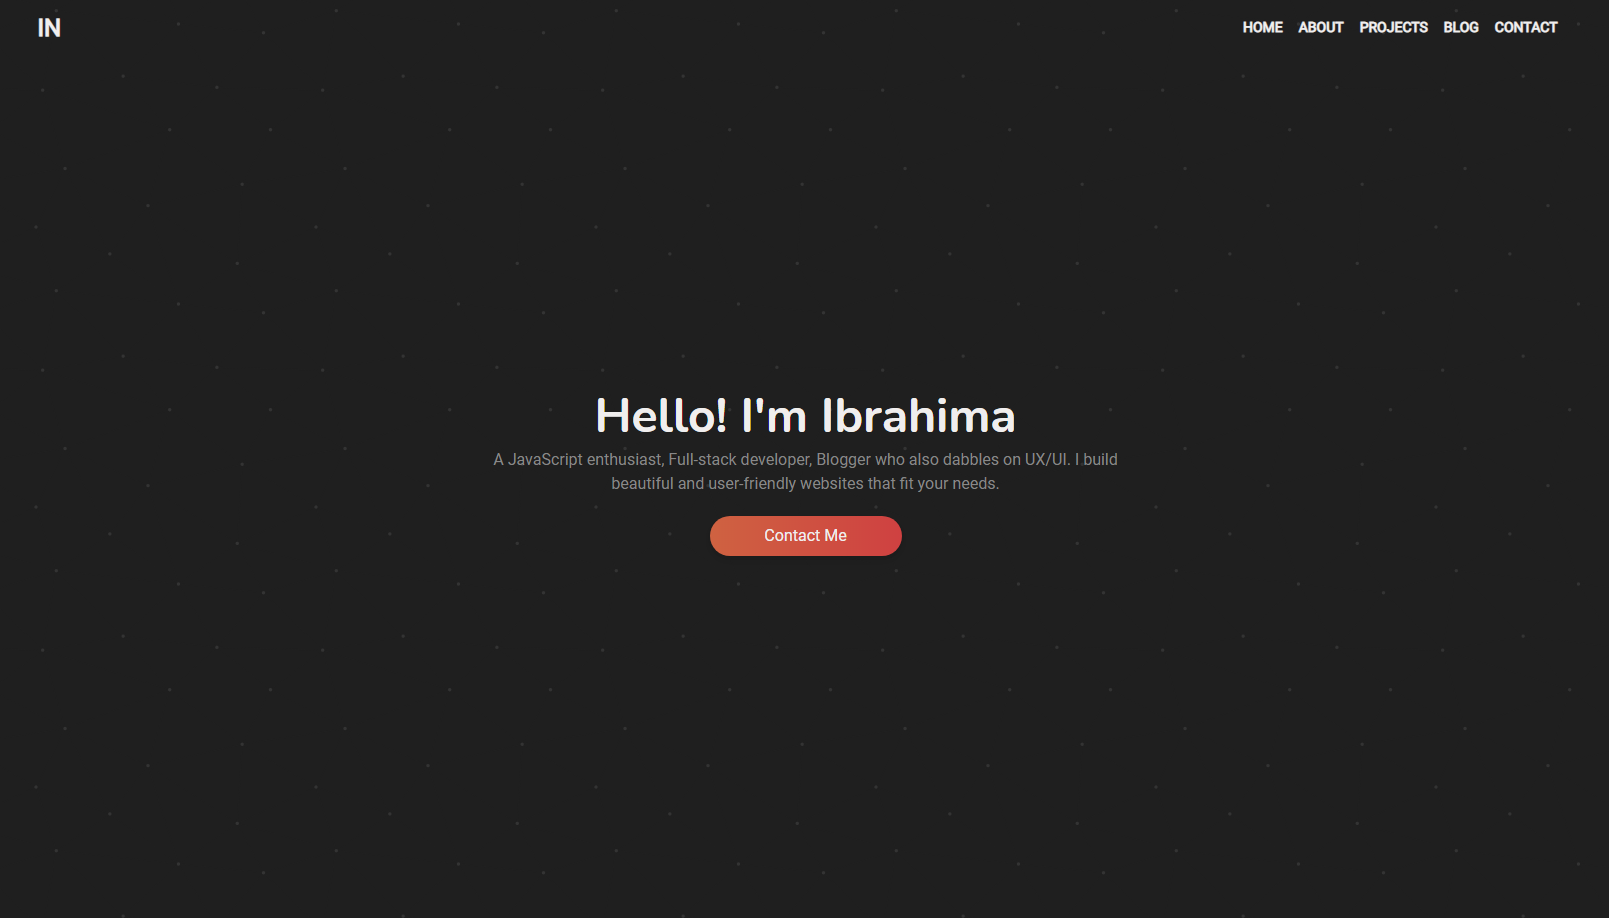 IN
HOME ABOUT PROJECTS BLOG CONTACT
Hello! I'm Ibrahima
A JavaScript enthusiast, Full-stack developer, Blogger who also dabbles on UX/UI. I build
beautiful and user-friendly websites that fit your needs.
Contact Me